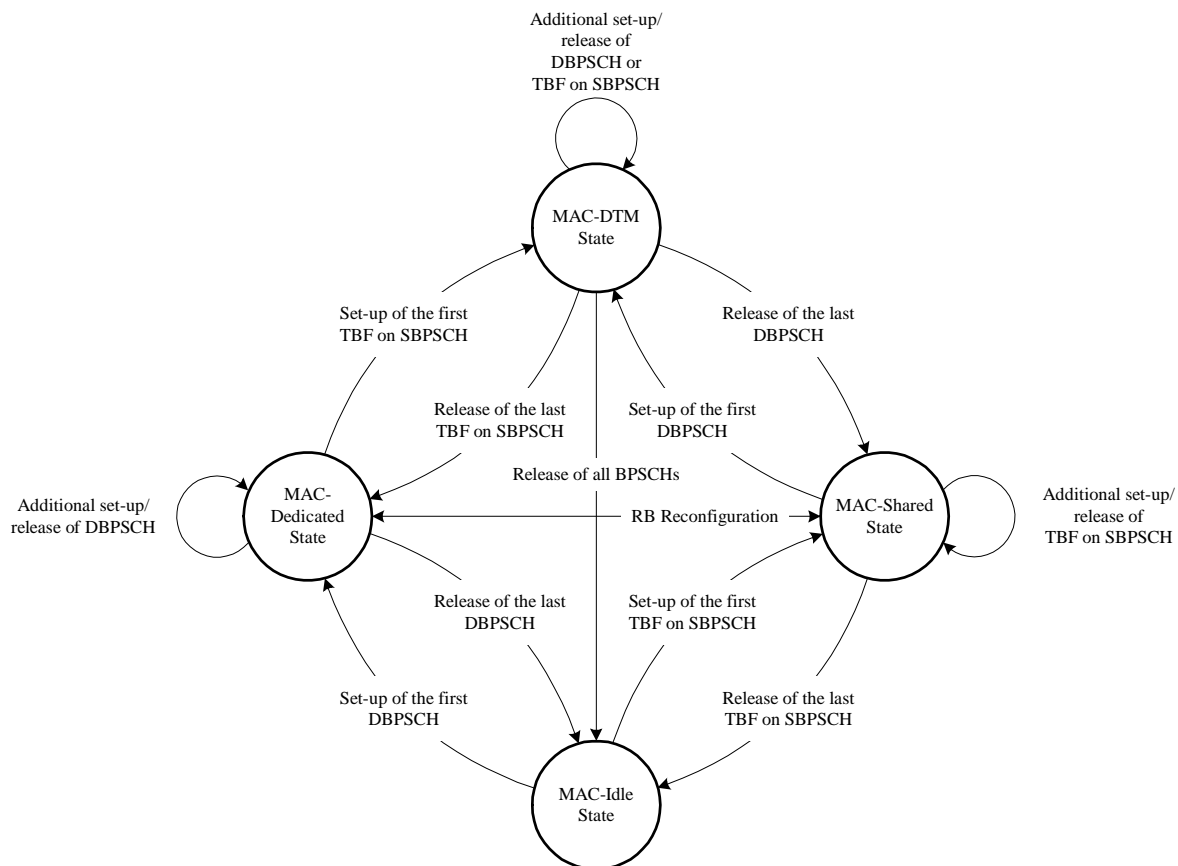 Additional set-up/
release of
DBPSCH or
TBF on SBPSCH
MAC-DTM
State
Set-up of the first
TBF on SBPSCH
Release of the last
DBPSCH
Release of the last
TBF on SBPSCH
Set-up of the first
DBPSCH
Release of all BPSCHs
Additional set-up/
release of DBPSCH
MAC-
Dedicated
State
RB Reconfiguration
MAC-Shared
State
Additional set-up/
release of
TBF on SBPSCH
Release of the last
DBPSCH
Set-up of the first
TBF on SBPSCH
Set-up of the first
DBPSCH
Release of the last
TBF on SBPSCH
MAC-Idle
State